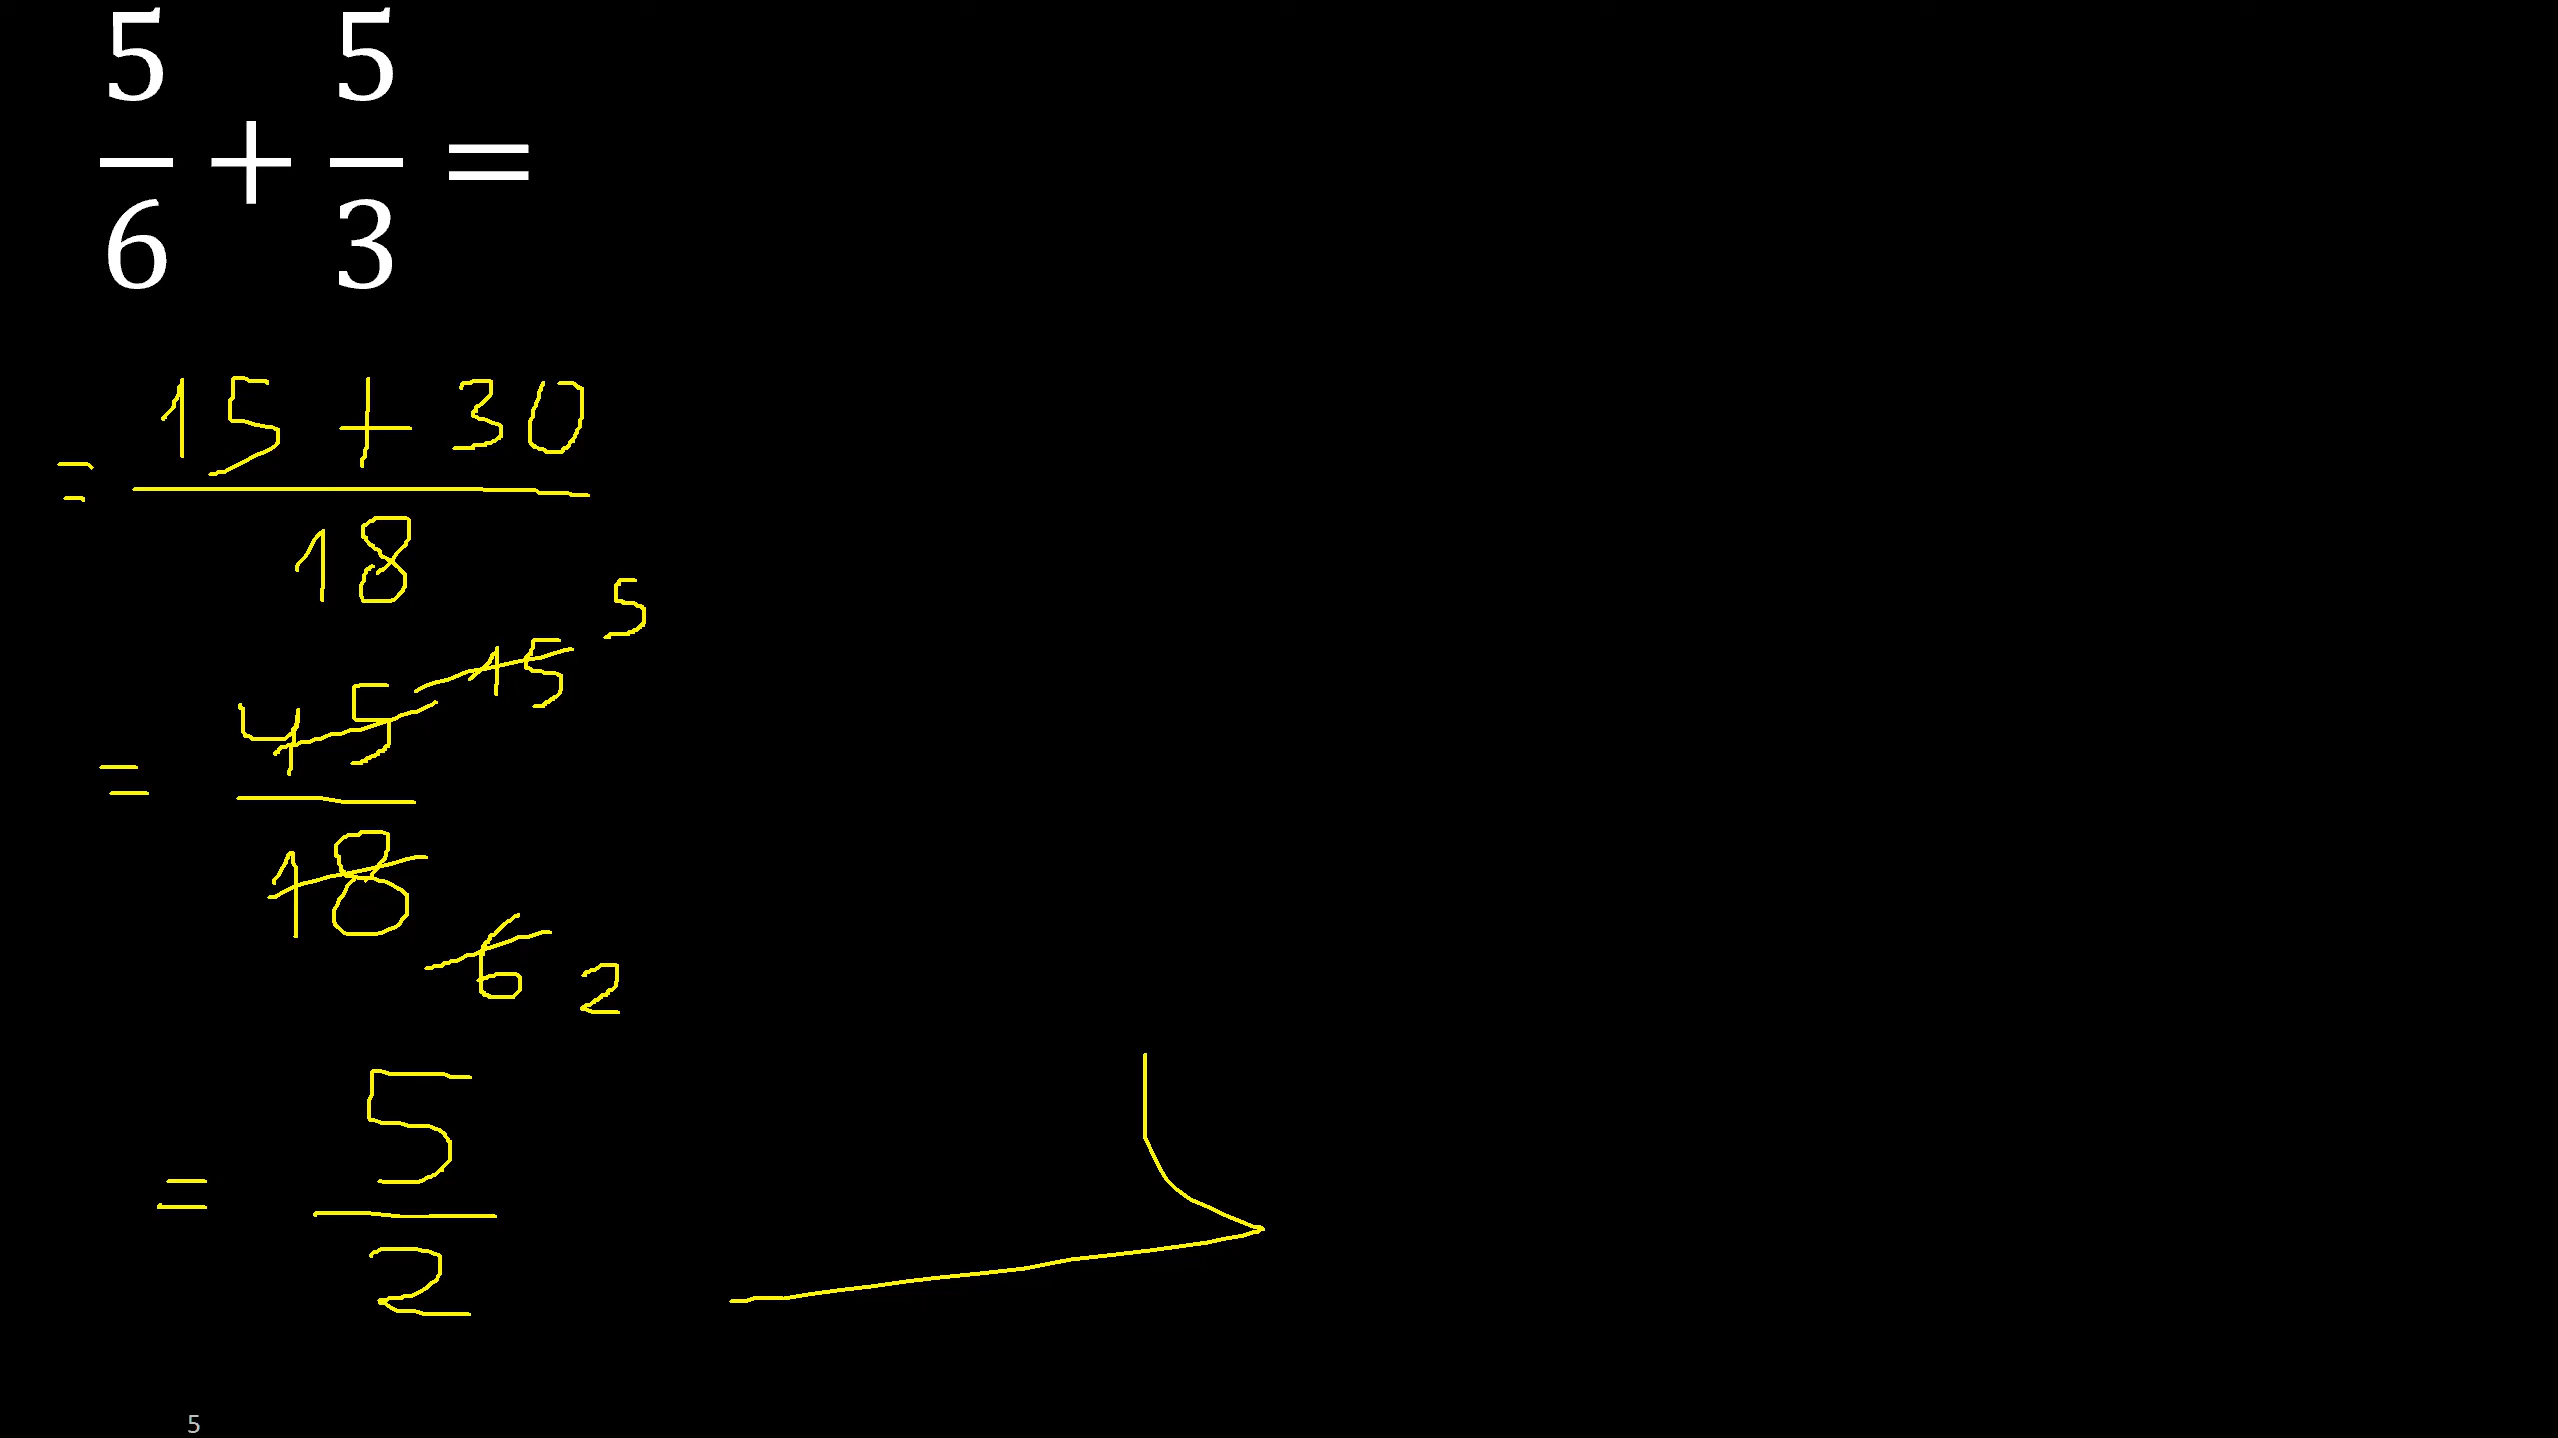 5/6 + 5/3 =
= (15 + 30)/18
= 45/18 15/6 5/2
= 5/2
5